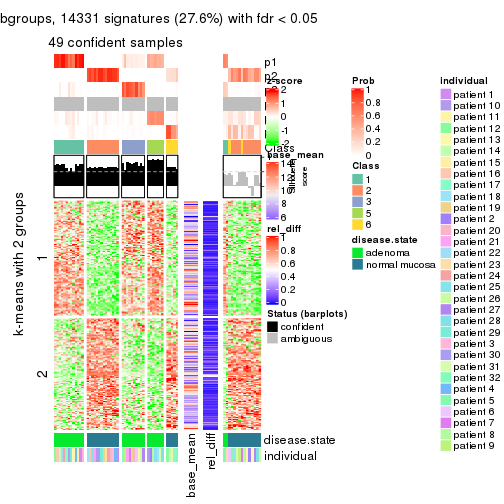 bgroups, 14331 signatures (27.6%) with fdr < 0.05
49 confident samples
p1
p2
z-score
2
1
0
-1
-2
Class
base_mean
14
6
Silhouette
score
rel_diff
1
0.8
0.6
0.4
0.2
0
Status (barplots)
confident
ambiguous
k-means with 2 groups
1
2
disease.state
individual
base_mean
rel_diff
Prob
1
0.8
0.6
0.4
0.2
0
Class
1
2
3
5
6
disease.state
adenoma
normal mucosa
individual
patient 1
patient 10
patient 11
patient 12
patient 13
patient 14
patient 15
patient 16
patient 17
patient 18
patient 19
patient 2
patient 20
patient 21
patient 22
patient 23
patient 24
patient 25
patient 26
patient 27
patient 28
patient 29
patient 3
patient 30
patient 31
patient 32
patient 4
patient 5
patient 6
patient 7
patient 8
patient 9